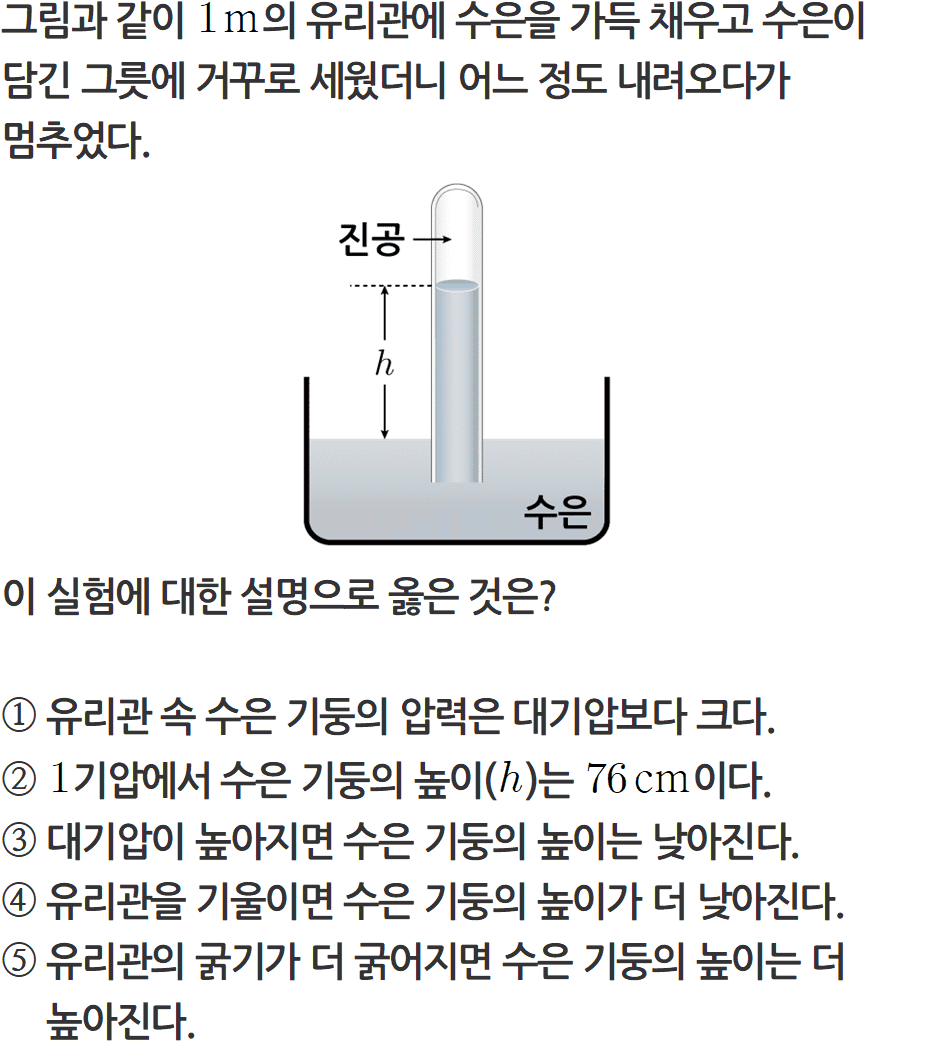 그림과 같이 1m의 유리관에 수은을 가득 채우고 수은이
담긴 그릇에 거꾸로 세웠더니 어느 정도 내려오다가
멈추었다.
진공
h
수은
이 실험에 대한 설명으로 옳은 것은?
① 유리관 속 수은 기둥의 압력은 대기압보다 크다.
② 1기압에서 수은 기둥의 높이(h)는 76cm이다.
③ 대기압이 높아지면 수은 기둥의 높이는 낮아진다.
④ 유리관을 기울이면 수은 기둥의 높이가 더 낮아진다.
⑤ 유리관의 굵기가 더 굵어지면 수은 기둥의 높이는 더
높아진다.